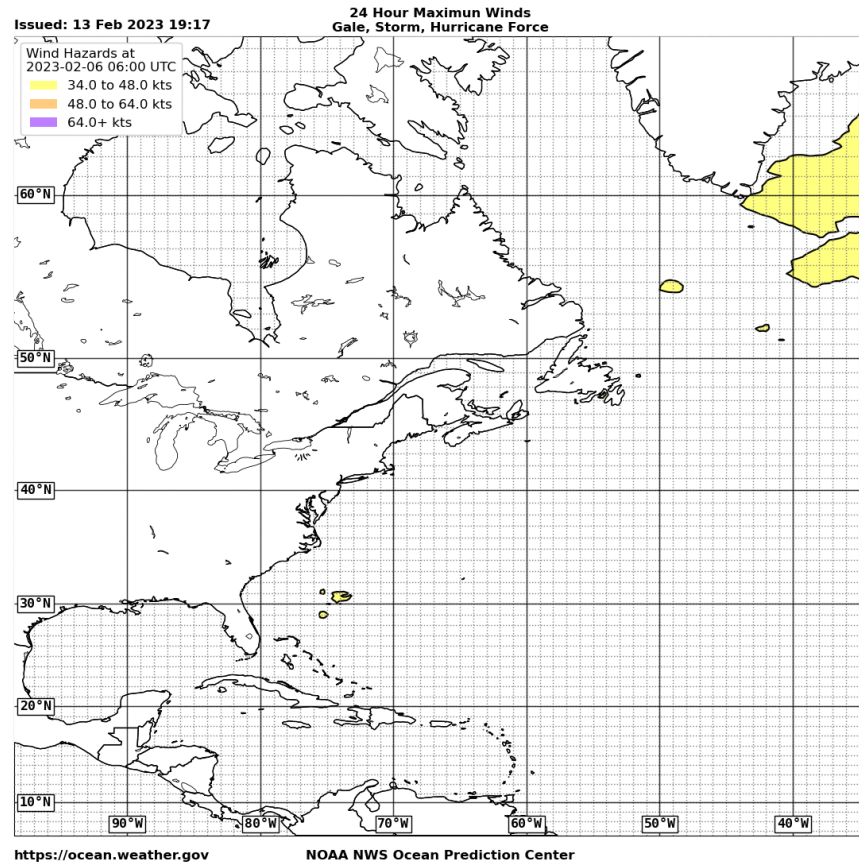 24 Hour Maximun Winds
Issued: 13 Feb 2023 19:17
Gale, Storm, Hurricane Force
Wind Hazards at
2023-02-06 06:00 UTC
34.0 to 48.0 kts
48.0 to 64.0 kts
64.0+ kts
60°N
50°N
40°N
30°N
20°N
10°N
90°W 80°W 70°W 60°W 50°W 40°W
https://ocean.weather.gov NOAA NWS Ocean Prediction Center